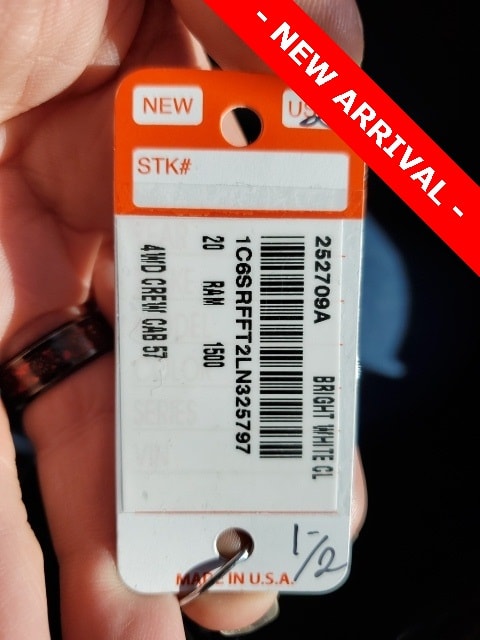 - NEW ARRIVAL -
NEW
STK#
252709A BRIGHT WHITE CL
1C6SRFFT2LN325797
20 RAM 1500
4WD CREW CAB 57
1-/2
MADE IN U.S.A.